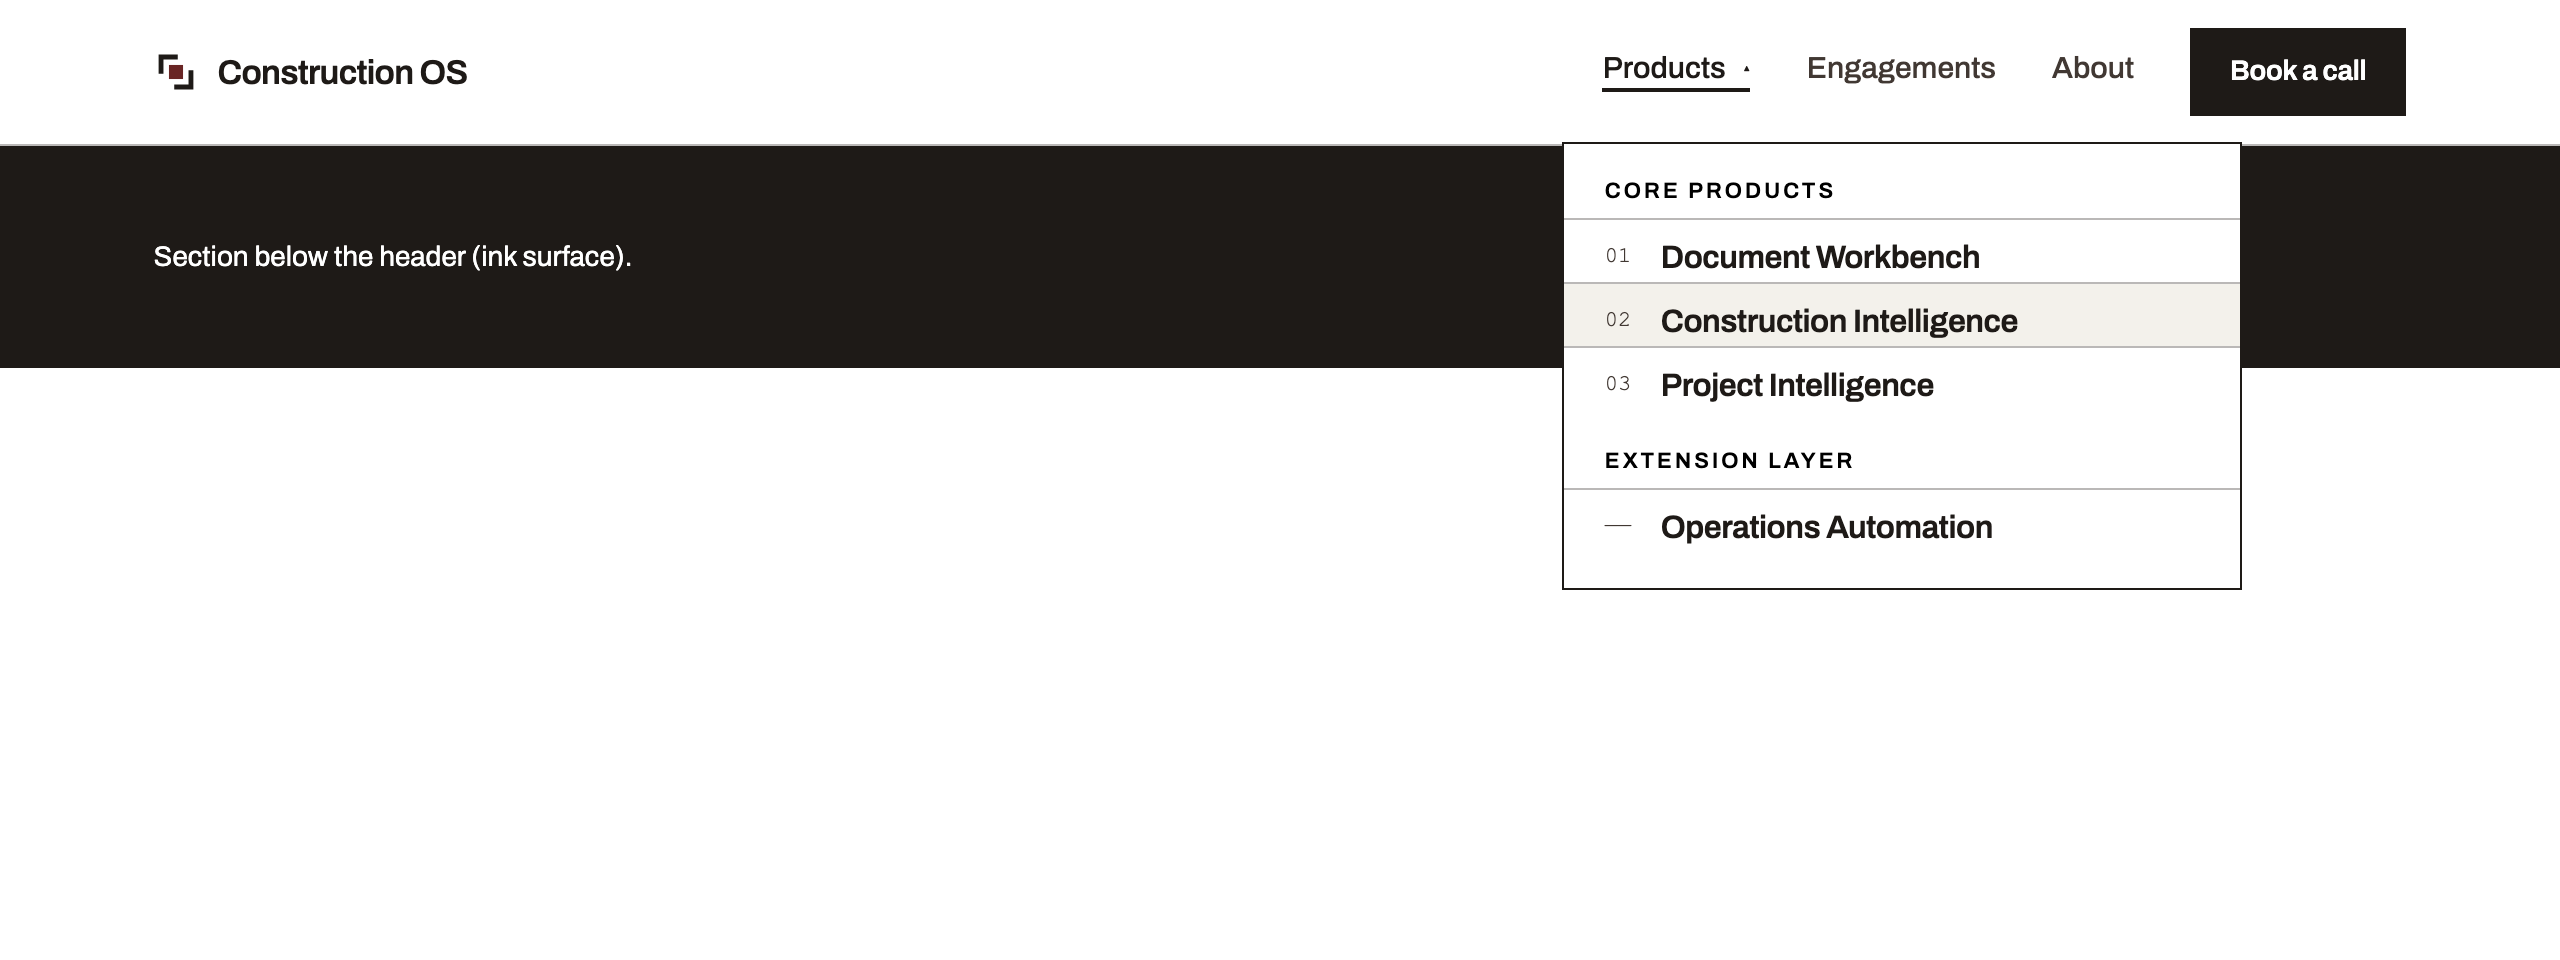 Construction OS
Products ▴ Engagements About Book a call
Section below the header (ink surface).
CORE PRODUCTS
01 Document Workbench
02 Construction Intelligence
03 Project Intelligence
EXTENSION LAYER
— Operations Automation